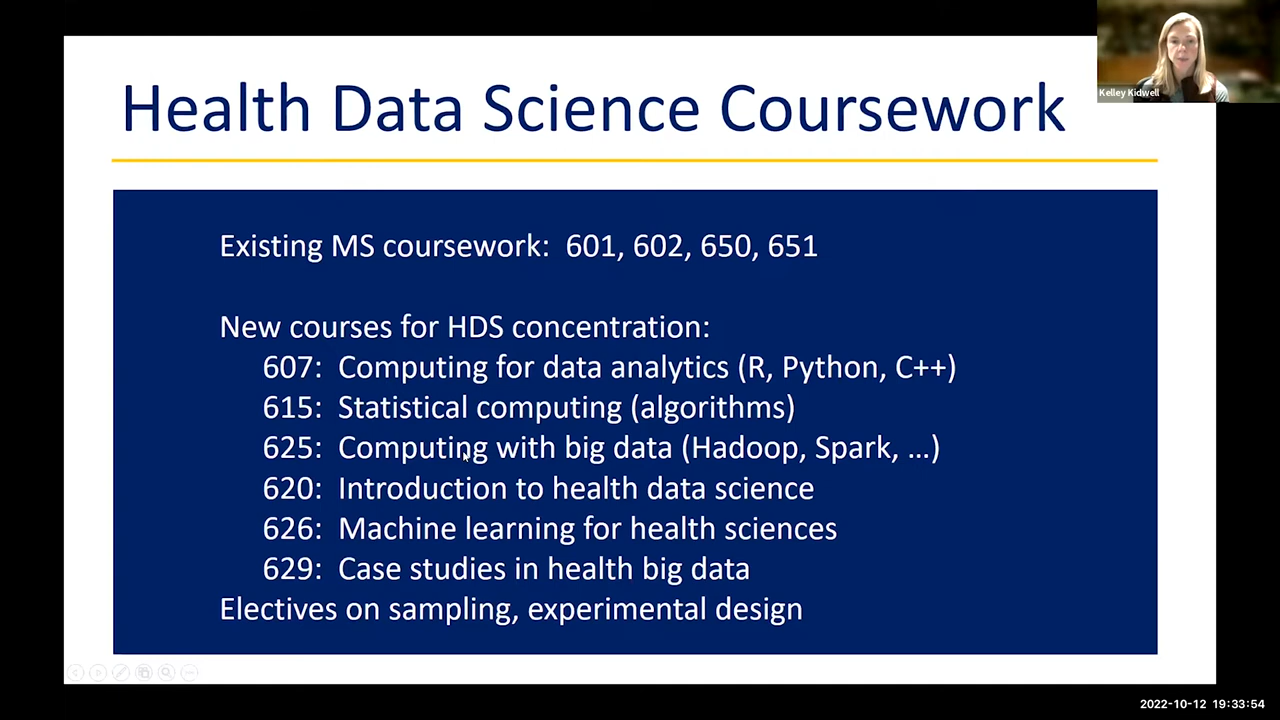 Health Data Science Coursework
Kelley Kidwell
Existing MS coursework: 601, 602, 650, 651
New courses for HDS concentration:
607: Computing for data analytics (R, Python, C++)
615: Statistical computing (algorithms)
625: Computing with big data (Hadoop, Spark, …)
620: Introduction to health data science
626: Machine learning for health sciences
629: Case studies in health big data
Electives on sampling, experimental design
2022-10-12 19:33:54